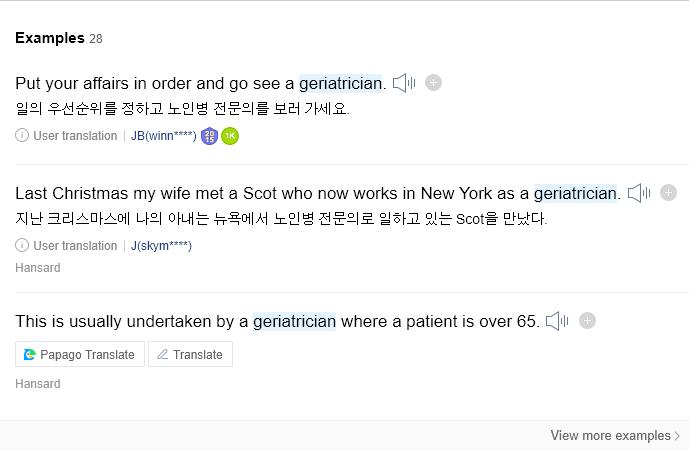 Examples 28
Put your affairs in order and go see a geriatrician.
일의 우선순위를 정하고 노인병 전문의를 보러 가세요.
User translation | JB(winn****) 2015 1K
Last Christmas my wife met a Scot who now works in New York as a geriatrician.
지난 크리스마스에 나의 아내는 뉴욕에서 노인병 전문의로 일하고 있는 Scot을 만났다.
User translation | J(skym****)
Hansard
This is usually undertaken by a geriatrician where a patient is over 65.
Papago Translate Translate
Hansard
View more examples